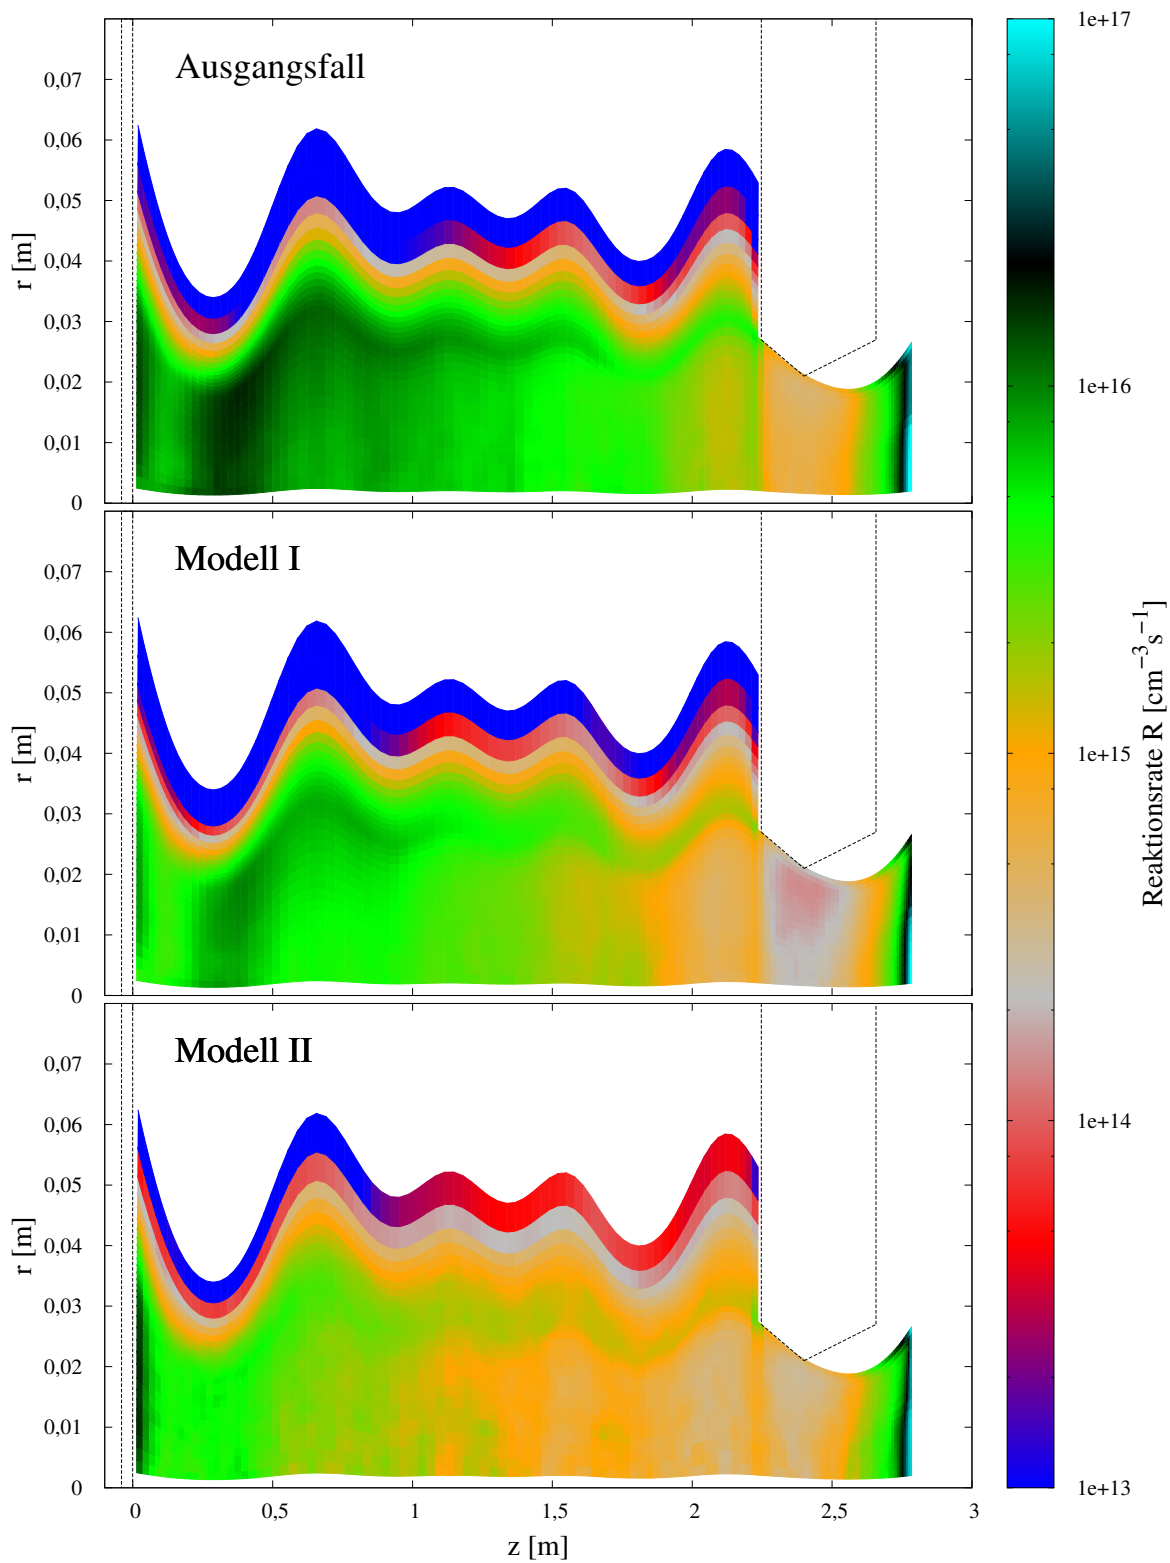 Ausgangsfall
0,07
0,06
0,05
0,04
0,03
0,02
0,01
0
r [m]
Modell I
0,07
0,06
0,05
0,04
0,03
0,02
0,01
0
r [m]
Modell II
0,07
0,06
0,05
0,04
0,03
0,02
0,01
0
r [m]
0 0,5 1 1,5 2 2,5 3
z [m]
1e+17
1e+16
1e+15
1e+14
1e+13
Reaktionsrate R [cm⁻³s⁻¹]